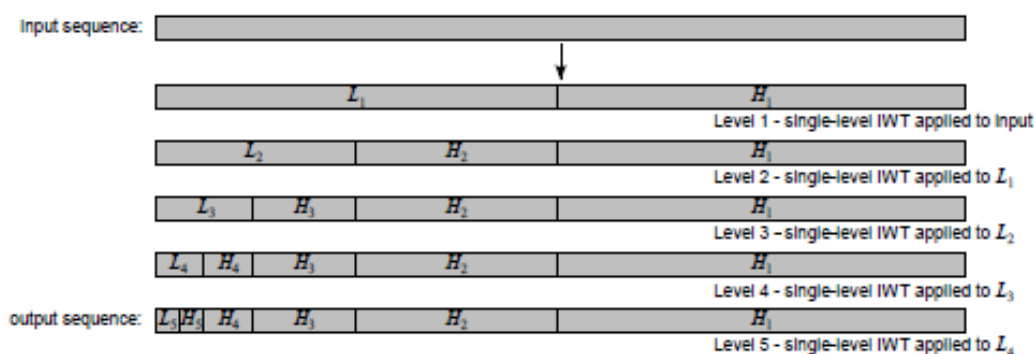 Input sequence:
L₁ H₁
Level 1 - single-level IWT applied to input
L₂ H₂ H₁
Level 2 - single-level IWT applied to L₁
L₃ H₃ H₂ H₁
Level 3 - single-level IWT applied to L₂
L₄ H₄ H₃ H₂ H₁
Level 4 - single-level IWT applied to L₃
output sequence: L₅ H₅ H₄ H₃ H₂ H₁
Level 5 - single-level IWT applied to L₄